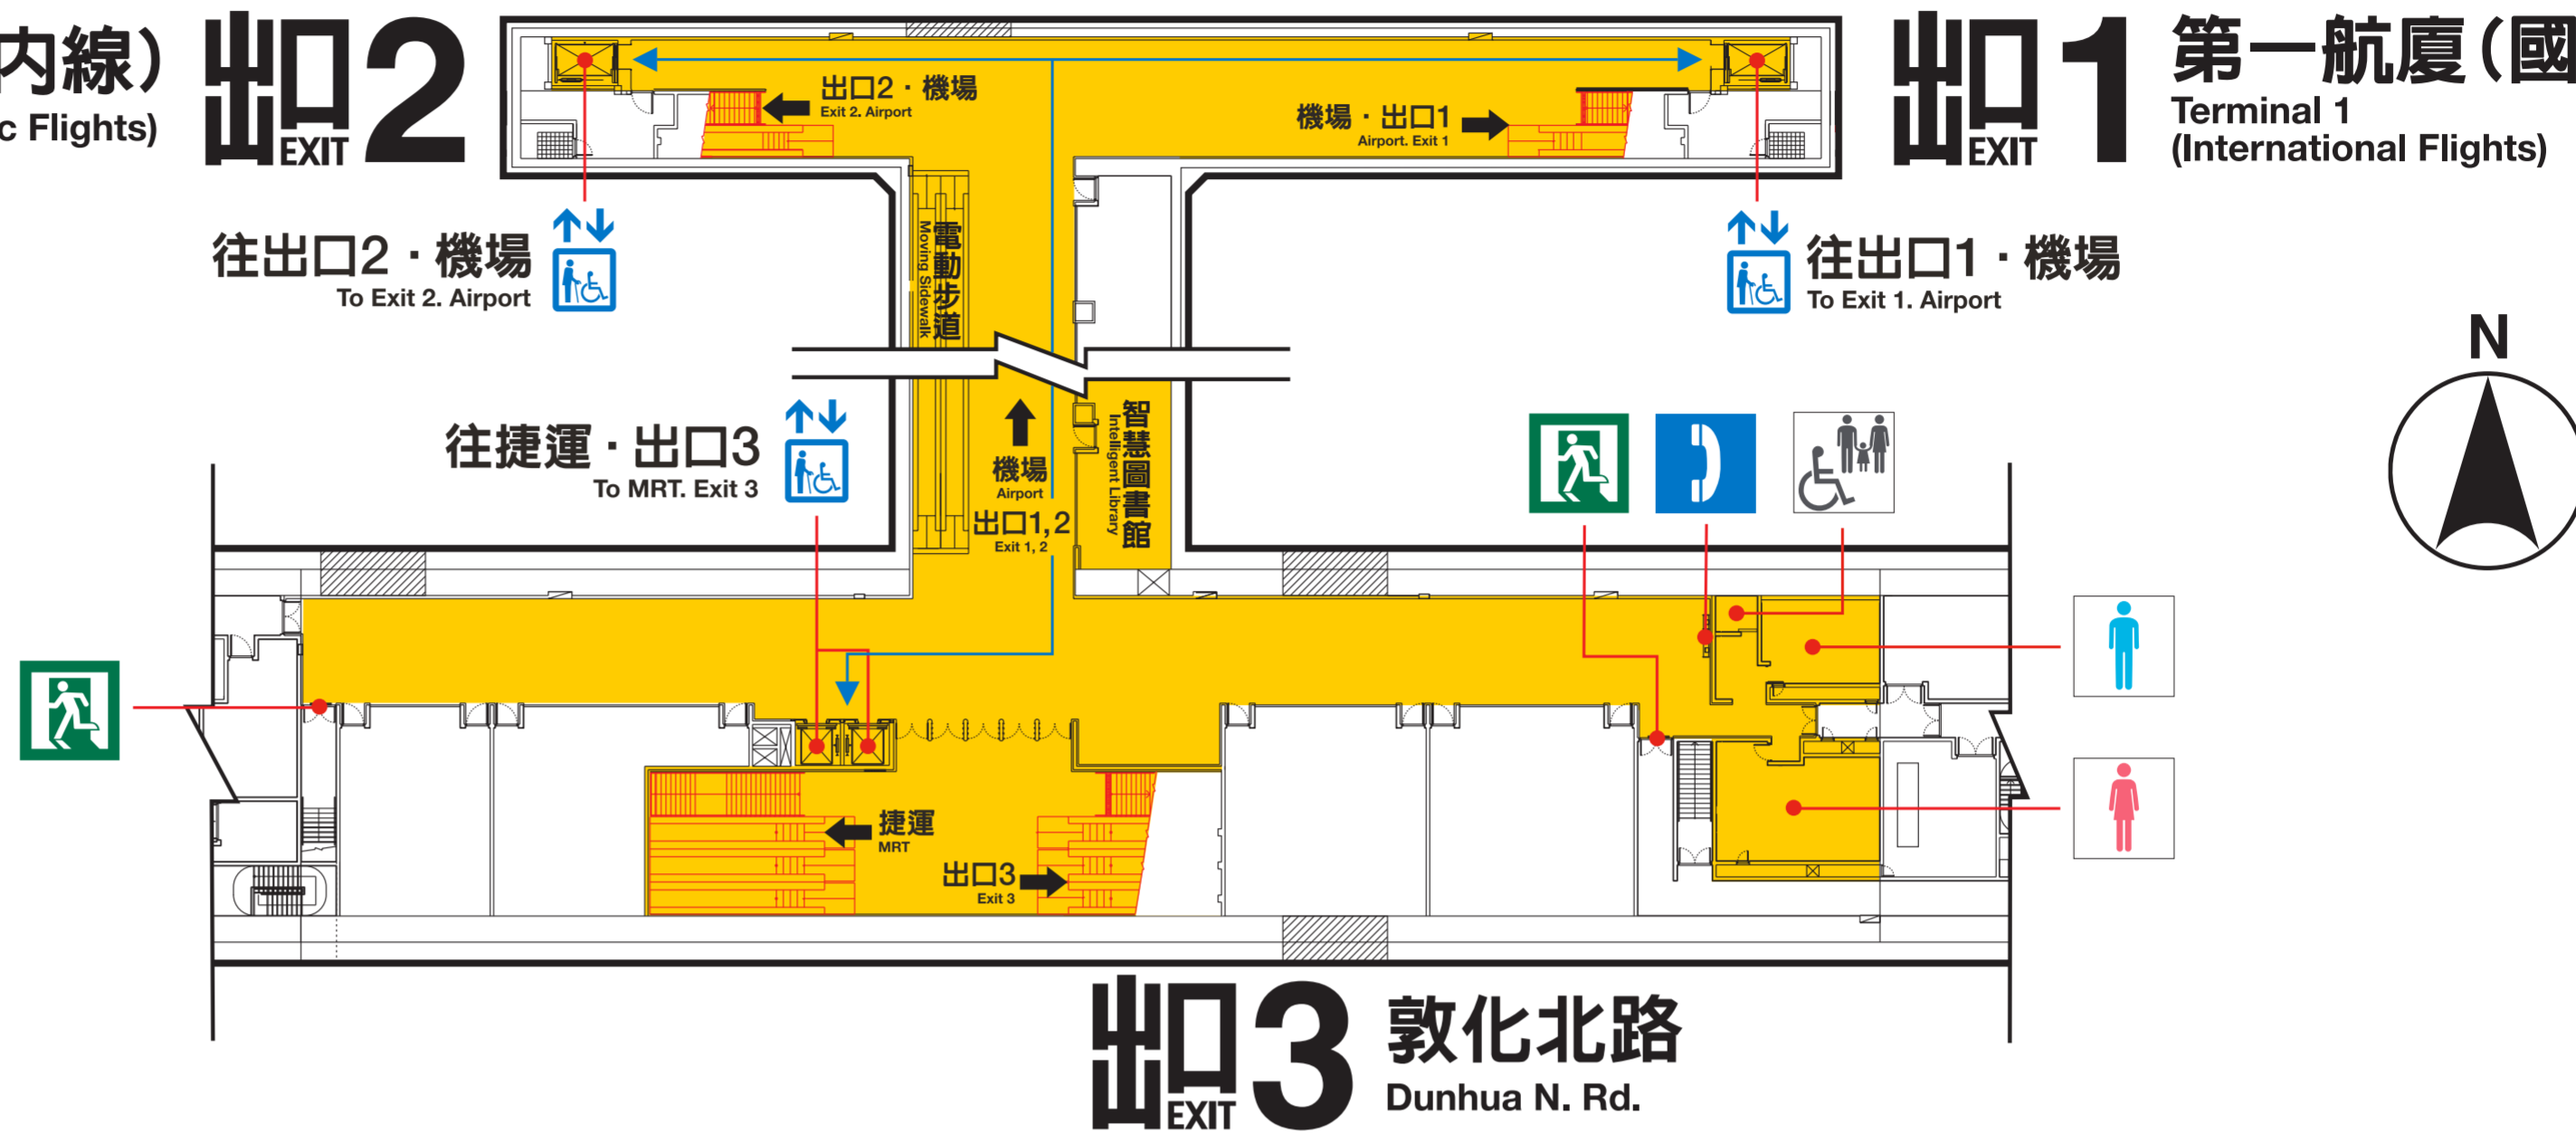 內線)
c Flights)
出口
EXIT
2
出口2・機場
Exit 2. Airport
機場・出口1
Airport. Exit 1
出口
EXIT
1
第一航廈(國
Terminal 1
(International Flights)
往出口2・機場
To Exit 2. Airport
電動步道
Moving Sidewalk
往出口1・機場
To Exit 1. Airport
N
往捷運・出口3
To MRT. Exit 3
機場
Airport
出口1,2
Exit 1, 2
智慧圖書館
Intelligent Library
捷運
MRT
出口3
Exit 3
出口
EXIT
3
敦化北路
Dunhua N. Rd.